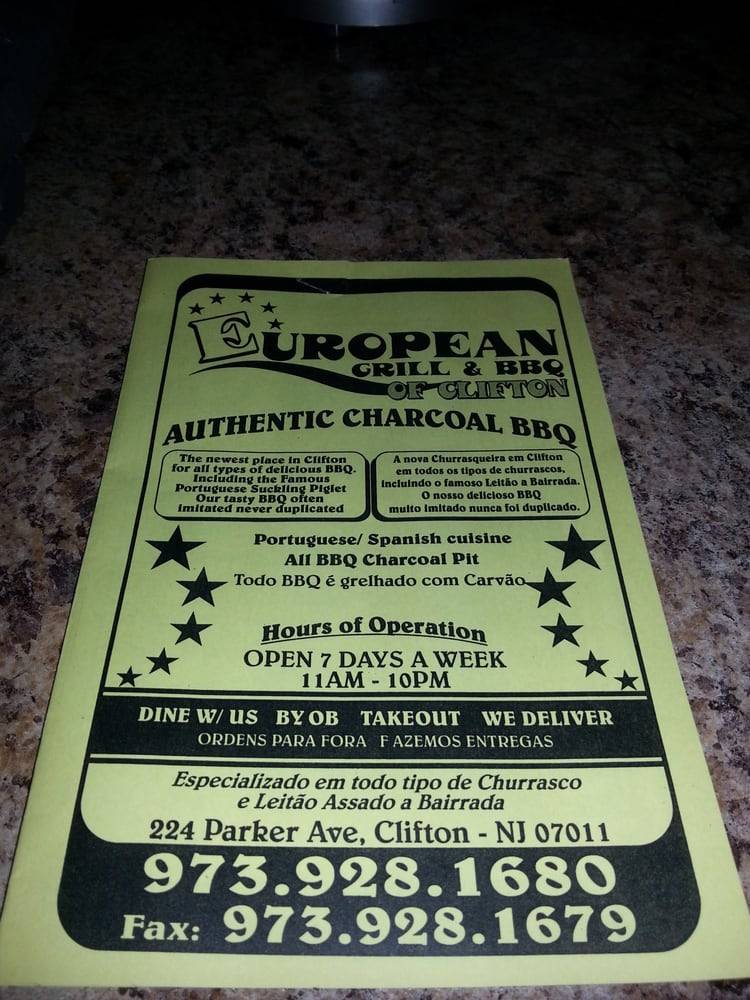 EUROPEAN
GRILL & BBQ
OF CLIFTON
AUTHENTIC CHARCOAL BBQ
The newest place in Clifton
for all types of delicious BBQ.
Including the Famous
Portuguese Suckling Piglet
Our tasty BBQ often
imitated never duplicated
A nova Churrasqueira em Clifton
em todos os tipos de churrascos,
incluindo o famoso Leitão a Bairrada.
O nosso delicioso BBQ
muito imitado nunca foi duplicado.
Portuguese/ Spanish cuisine
All BBQ Charcoal Pit
Todo BBQ é grelhado com Carvão
Hours of Operation
OPEN 7 DAYS A WEEK
11AM - 10PM
DINE W/ US BY OB TAKEOUT WE DELIVER
ORDENS PARA FORA F AZEMOS ENTREGAS
Especializado em todo tipo de Churrasco
e Leitão Assado a Bairrada
224 Parker Ave, Clifton - NJ 07011
973.928.1680
Fax: 973.928.1679